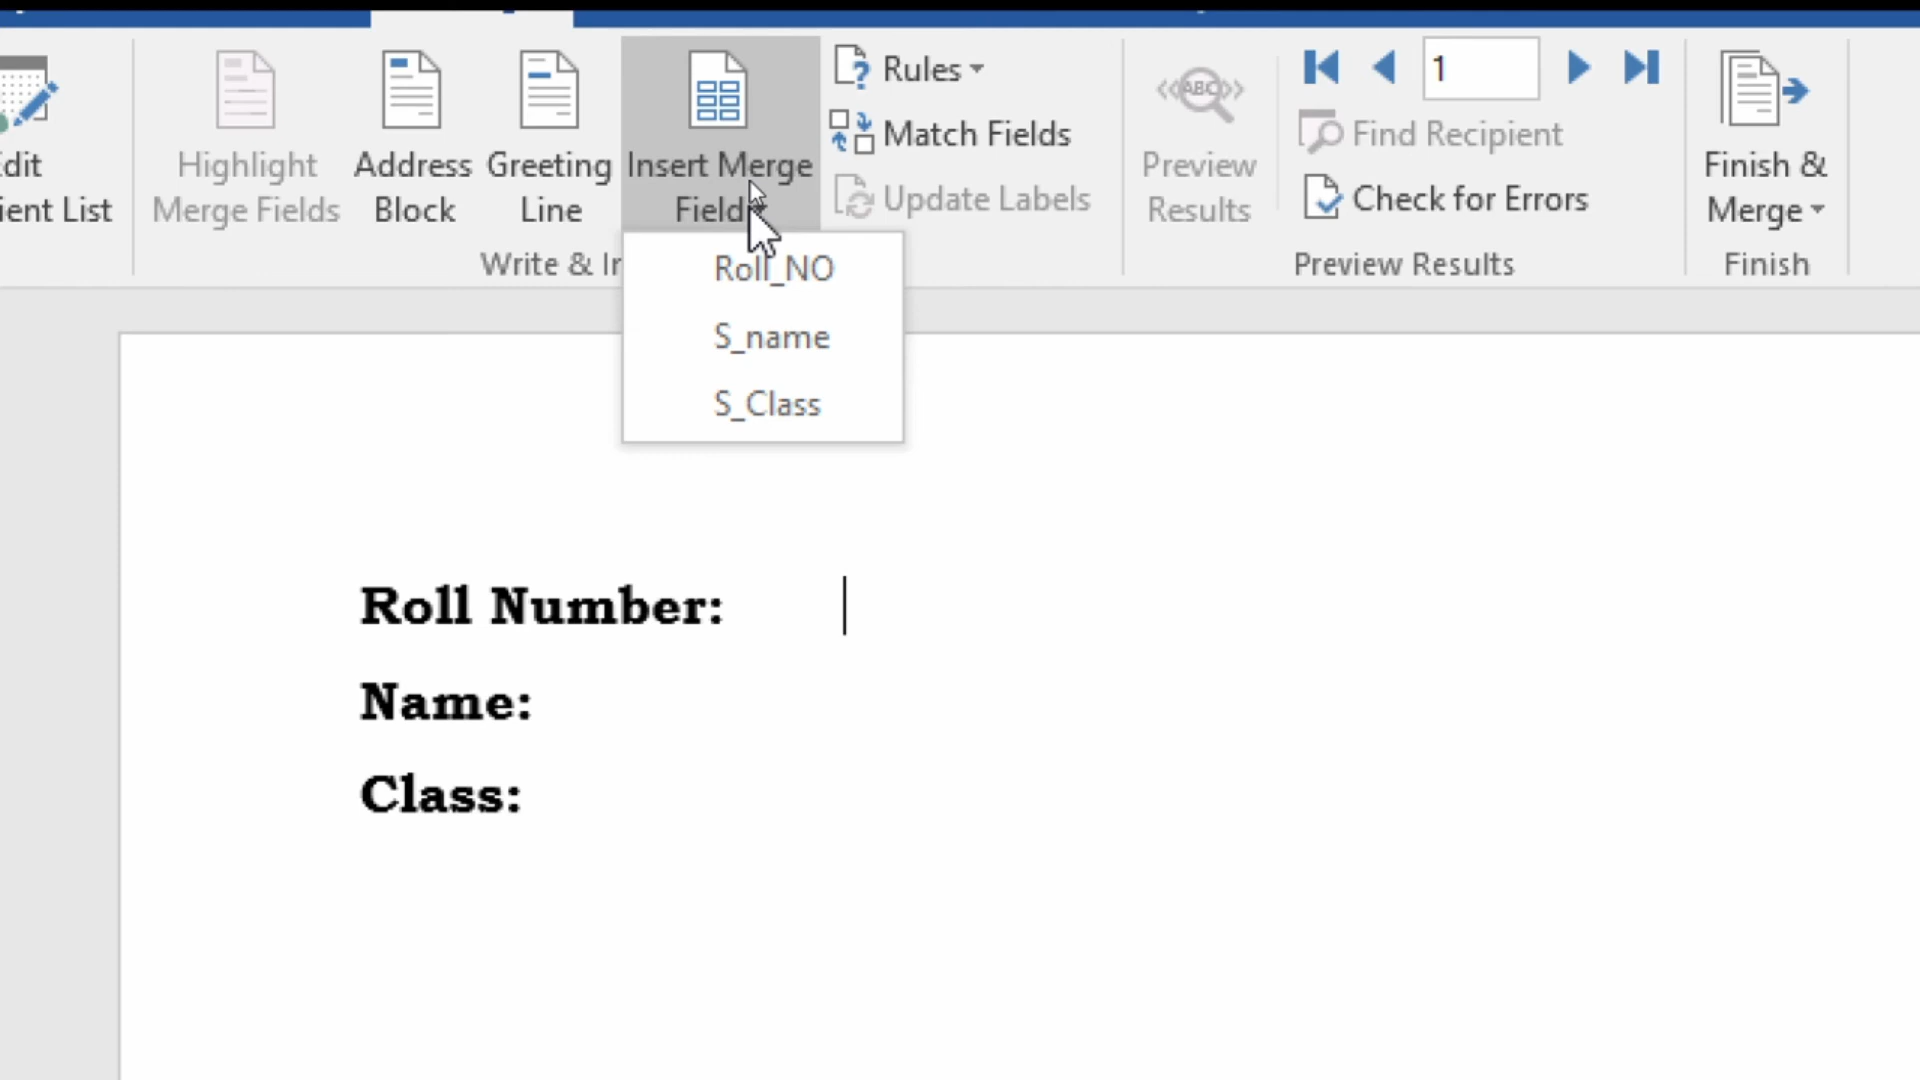 Edit
ient List
Highlight
Merge Fields
Address
Block
Greeting
Line
Insert Merge
Field
Rules
Match Fields
Update Labels
Write & In
ABC
Preview
Results
1
Find Recipient
Check for Errors
Preview Results
Finish &
Merge
Finish
Roll_NO
S_name
S_Class
Roll Number:
Name:
Class: